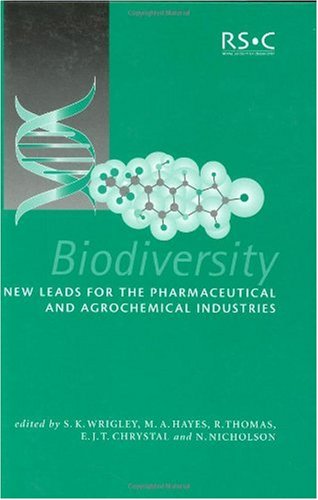 RS•C
Biodiversity
NEW LEADS FOR THE PHARMACEUTICAL
AND AGROCHEMICAL INDUSTRIES
edited by S. K. WRIGLEY, M. A. HAYES, R. THOMAS,
E. J. T. CHRYSTAL and N. NICHOLSON